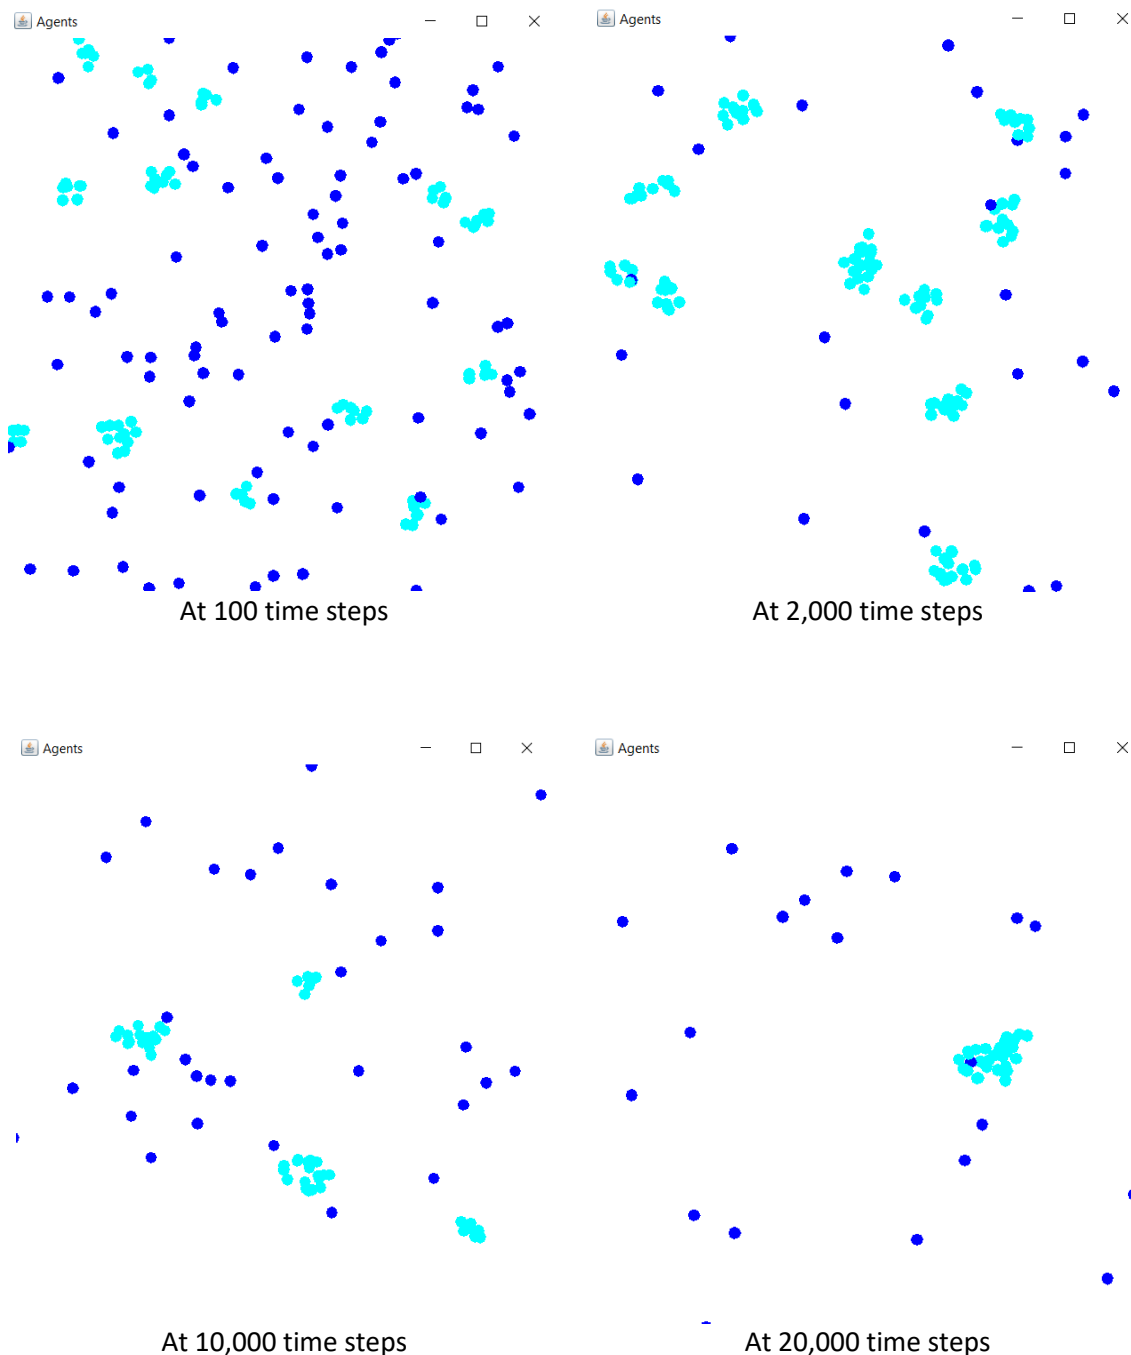 Agents
Agents
At 100 time steps
At 2,000 time steps
Agents
Agents
At 10,000 time steps
At 20,000 time steps